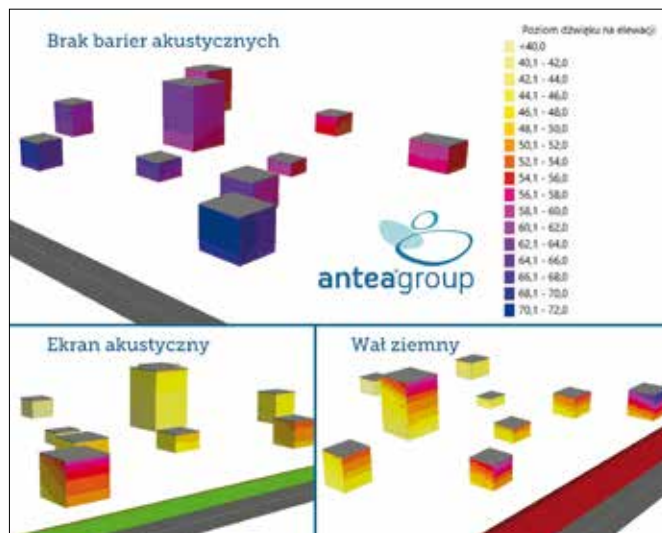 Brak barier akustycznych
Poziom dźwięku na elewacji
<40,0
40,1 - 42,0
42,1 - 44,0
44,1 - 46,0
46,1 - 48,0
48,1 - 50,0
50,1 - 52,0
52,1 - 54,0
54,1 - 56,0
56,1 - 58,0
58,1 - 60,0
60,1 - 62,0
62,1 - 64,0
64,1 - 66,0
66,1 - 68,0
68,1 - 70,0
70,1 - 72,0
anteagroup
Ekran akustyczny
Wał ziemny